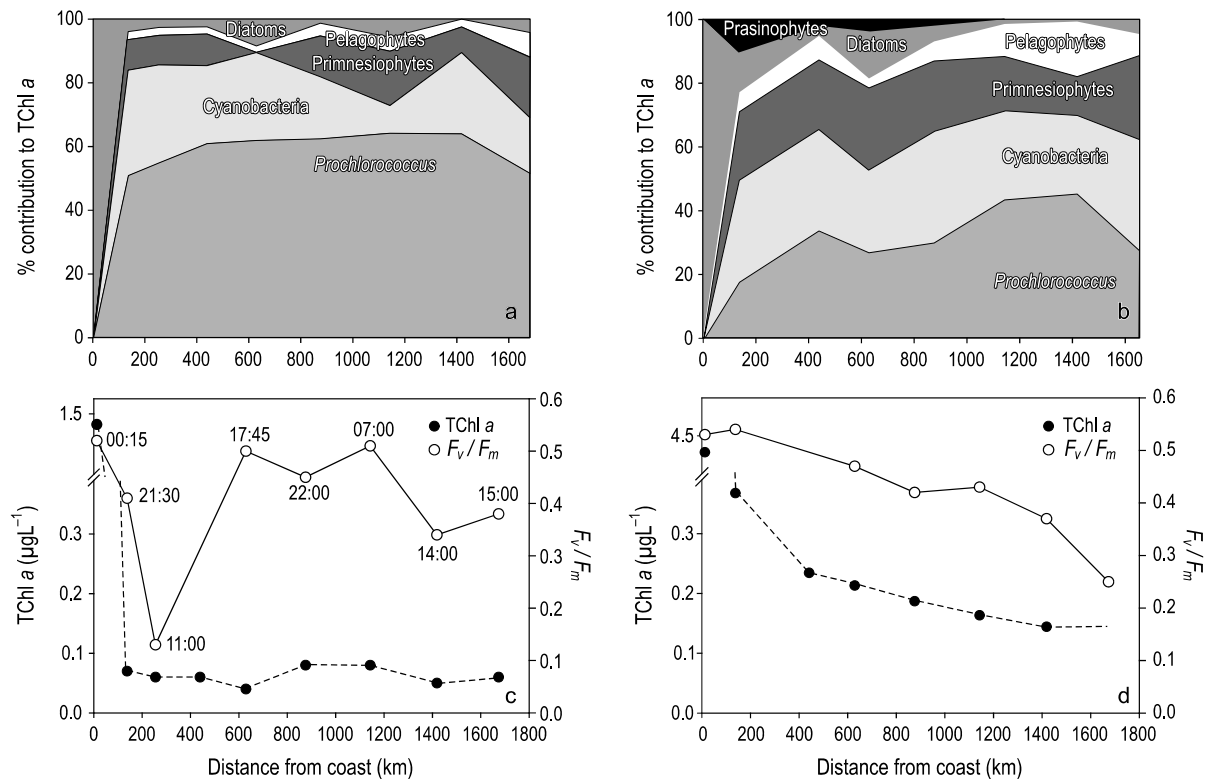 100
80
60
40
20
0
% contribution to TChl a
Diatoms
Pelagophytes
Primnesiophytes
Cyanobacteria
Prochlorococcus
a
0 200 400 600 800 1000 1200 1400 1600
100
80
60
40
20
0
% contribution to TChl a
Prasinophytes
Diatoms
Pelagophytes
Primnesiophytes
Cyanobacteria
Prochlorococcus
b
0 200 400 600 800 1000 1200 1400 1600
1.5
0.3
0.2
0.1
0.0
TChl a (µgL⁻¹)
TChl a
Fv / Fm
00:15
21:30
11:00
17:45
22:00
07:00
14:00
15:00
c
0.6
0.5
0.4
0.3
0.2
0.1
0.0
Fv / Fm
0 200 400 600 800 1000 1200 1400 1600 1800
Distance from coast (km)
4.5
0.3
0.2
0.1
0.0
TChl a (µgL⁻¹)
TChl a
Fv / Fm
d
0.6
0.5
0.4
0.3
0.2
0.1
0.0
Fv / Fm
0 200 400 600 800 1000 1200 1400 1600 1800
Distance from coast (km)